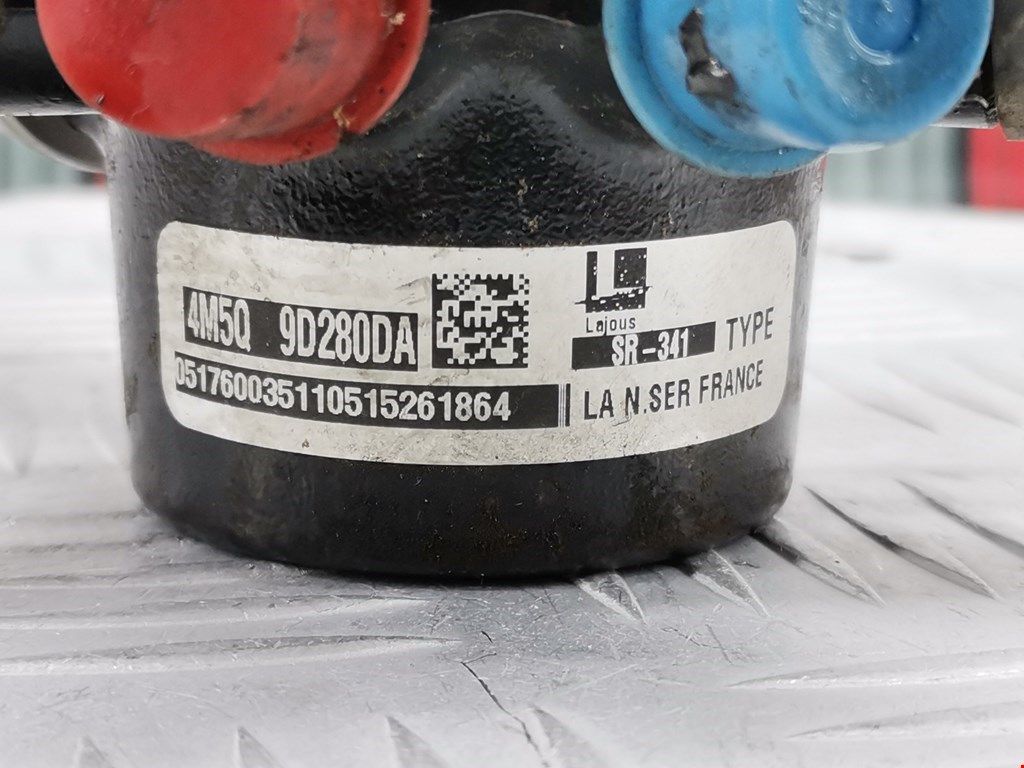 4M5Q 9D280DA
051760035110515261864
Lajous
SR-341 TYPE
LA N.SER FRANCE